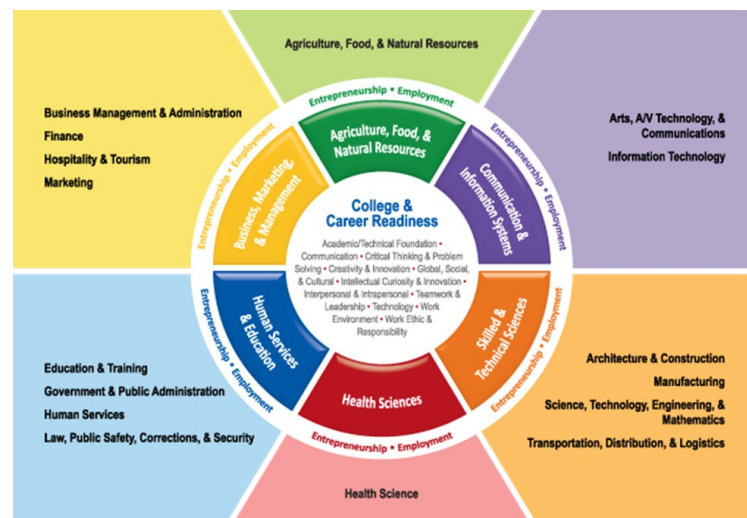 Agriculture, Food, & Natural Resources
Business Management & Administration
Finance
Hospitality & Tourism
Marketing
Arts, A/V Technology, &
Communications
Information Technology
Entrepreneurship • Employment
Agriculture, Food, &
Natural Resources
Entrepreneurship • Employment
Business, Marketing,
& Management
Entrepreneurship • Employment
Communication &
Information Systems
College &
Career Readiness
Academic/Technical Foundation •
Communication • Critical Thinking & Problem
Solving • Creativity & Innovation • Global, Social,
& Cultural • Intellectual Curiosity & Innovation •
Interpersonal & Intrapersonal • Teamwork &
Leadership • Technology • Work
Environment • Work Ethic &
Responsibility
Entrepreneurship • Employment
Human Services
& Education
Entrepreneurship • Employment
Skilled &
Technical Sciences
Health Sciences
Entrepreneurship • Employment
Education & Training
Government & Public Administration
Human Services
Law, Public Safety, Corrections, & Security
Architecture & Construction
Manufacturing
Science, Technology, Engineering, &
Mathematics
Transportation, Distribution, & Logistics
Health Science